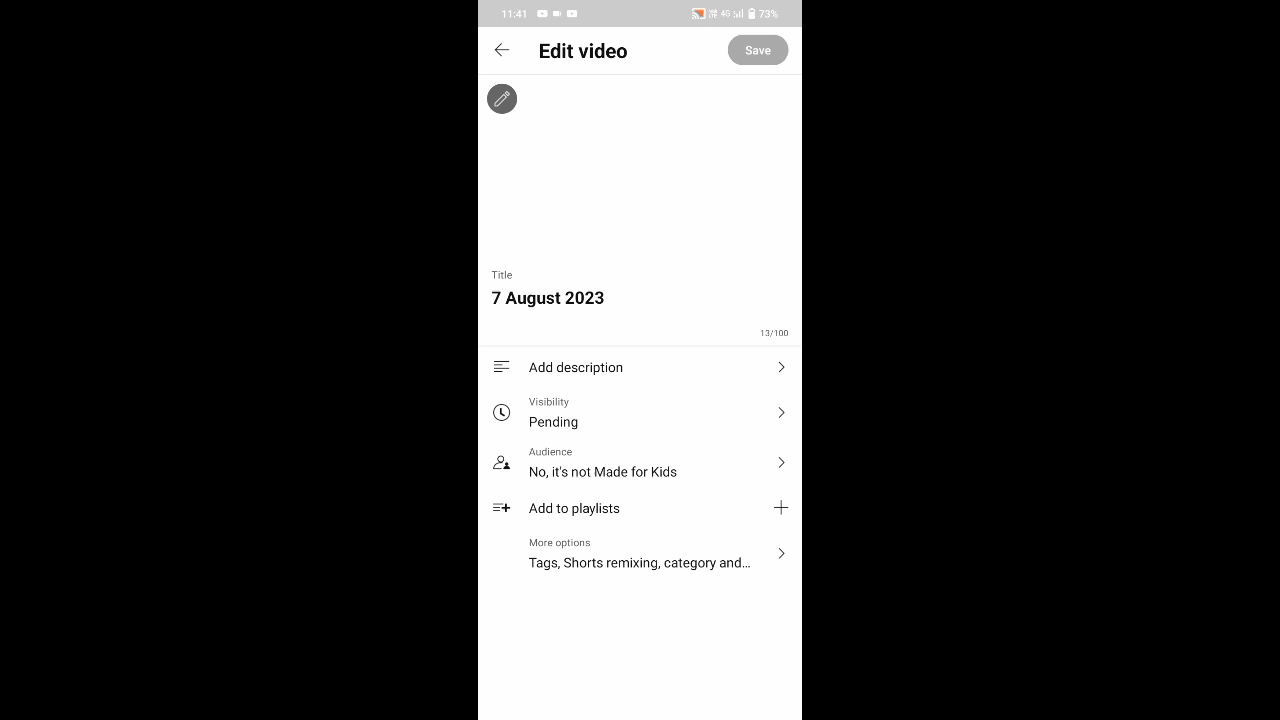 11:41 4G 73%
Edit video
Save
Title
7 August 2023
13/100
Add description
Visibility
Pending
Audience
No, it's not Made for Kids
Add to playlists
More options
Tags, Shorts remixing, category and...